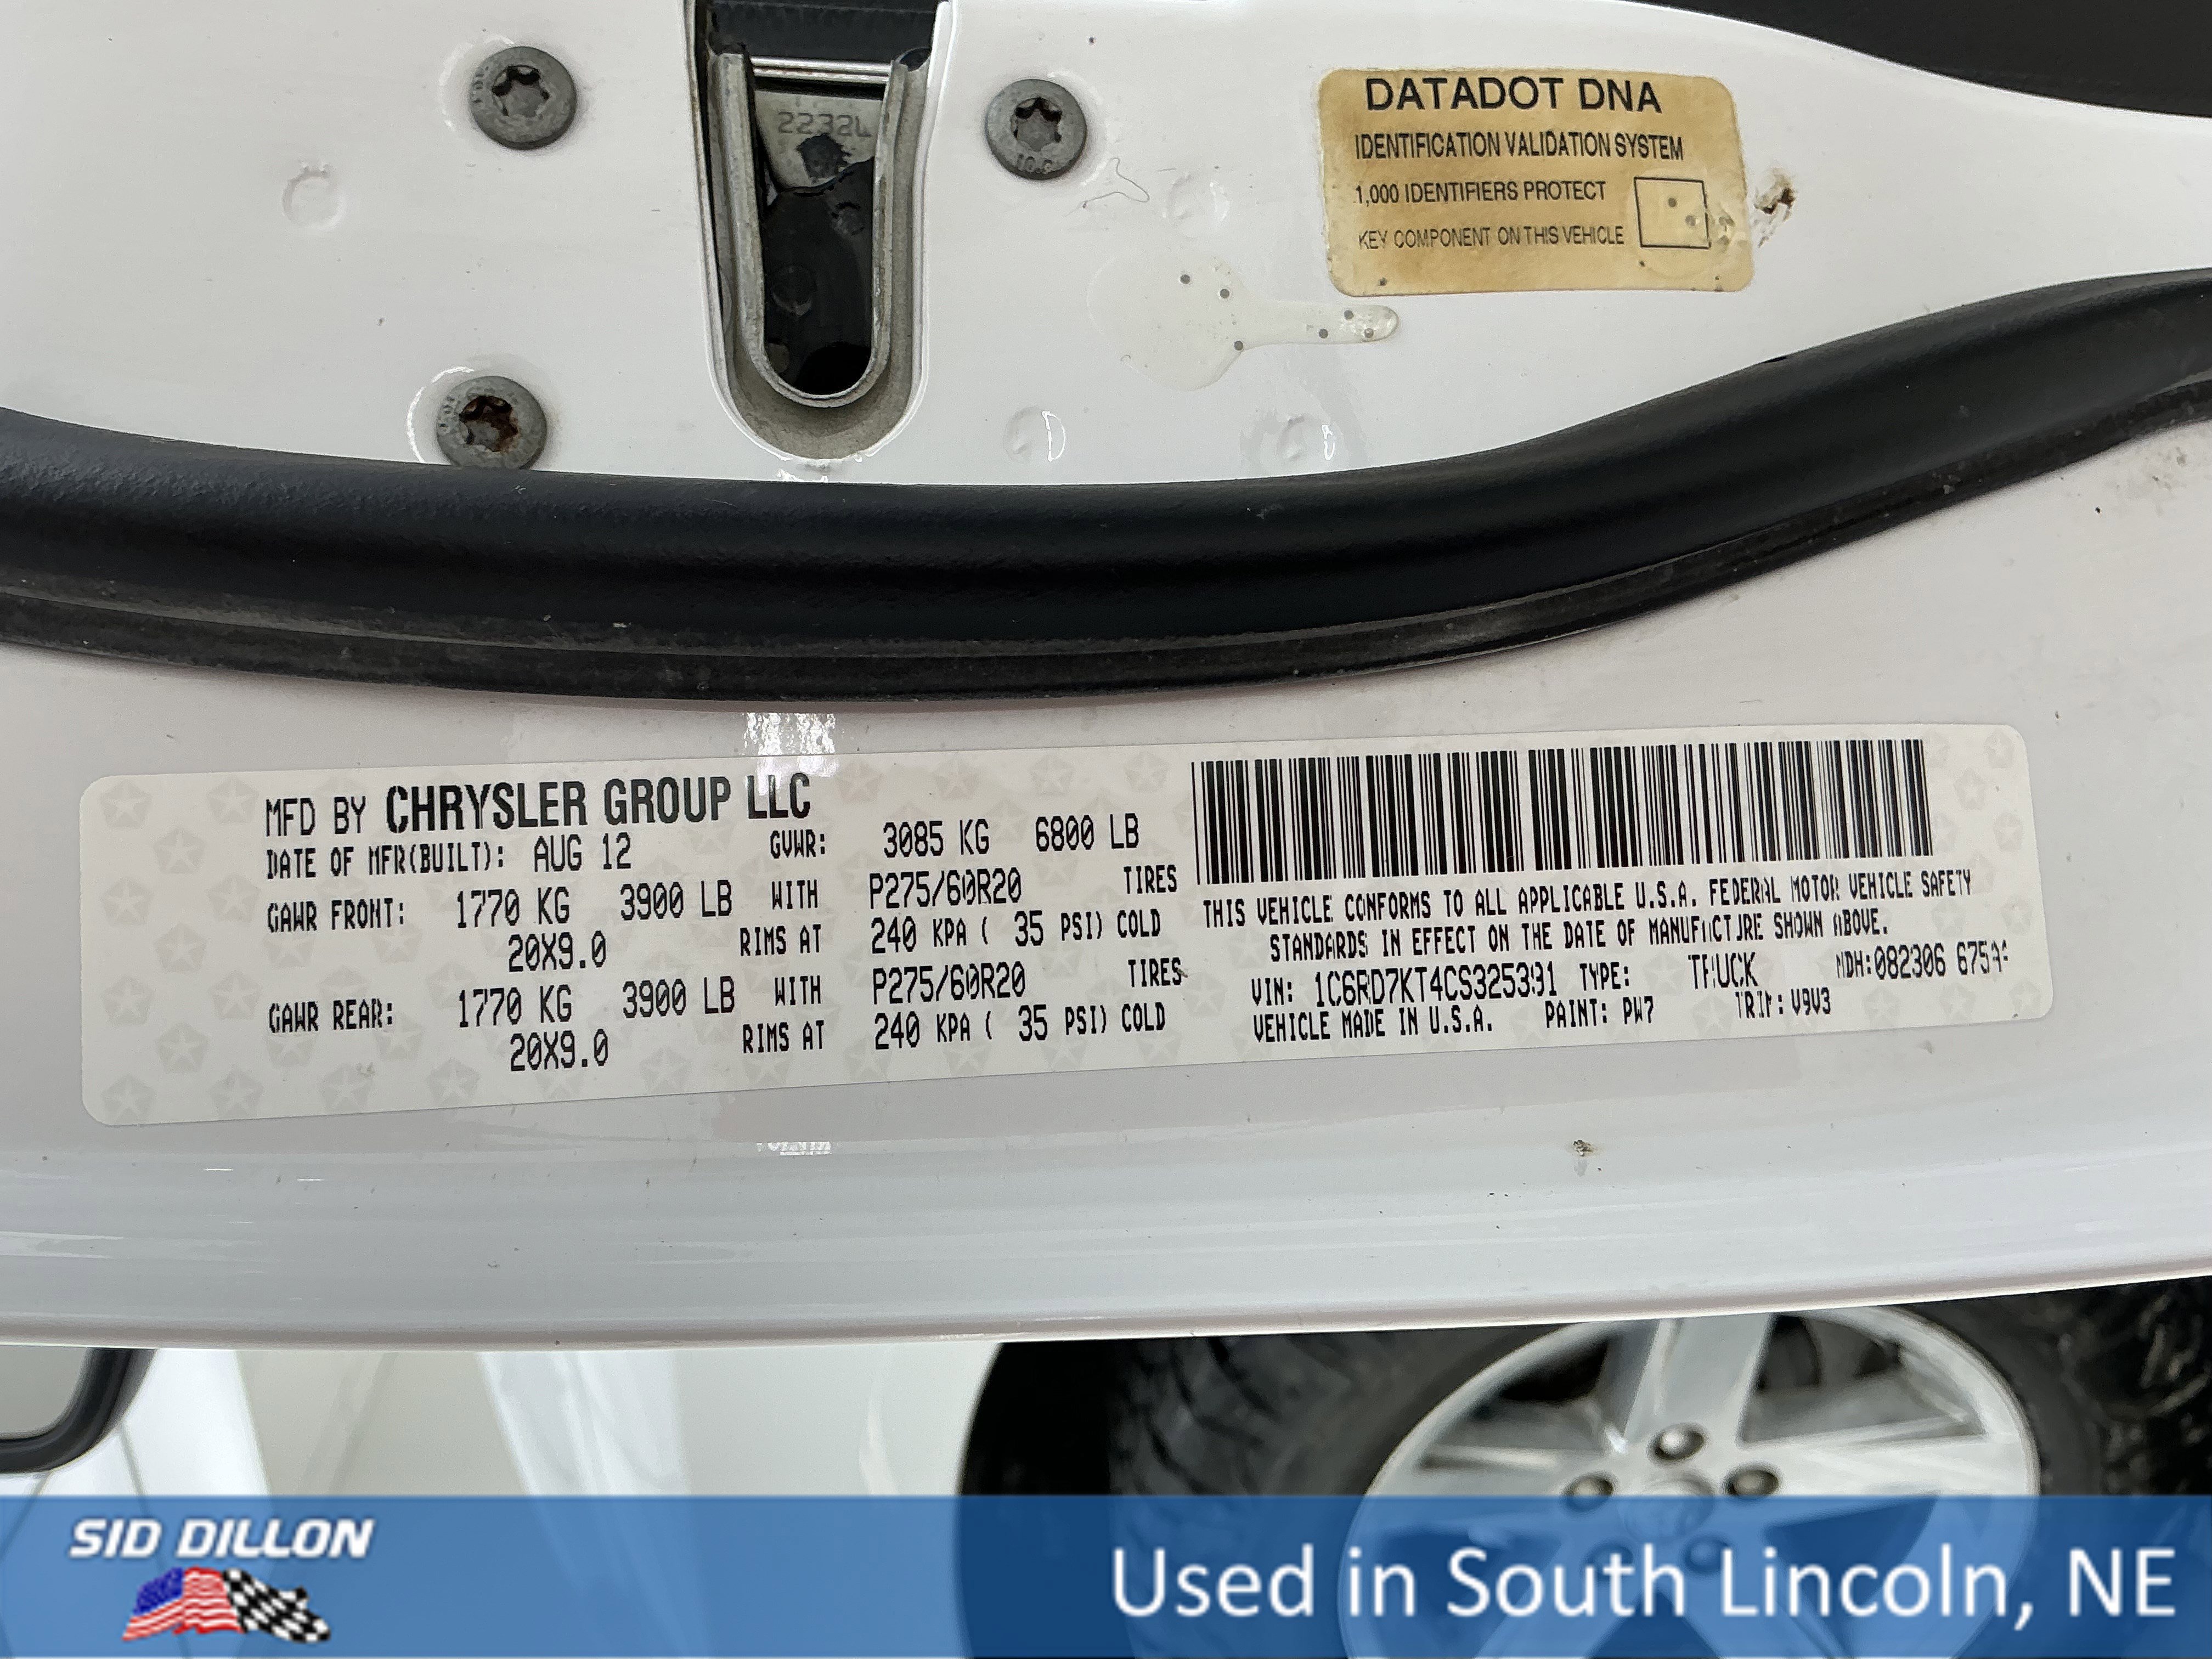 2232
10.9
DATADOT DNA
IDENTIFICATION VALIDATION SYSTEM
1,000 IDENTIFIERS PROTECT
KEY COMPONENT ON THIS VEHICLE
MFD BY CHRYSLER GROUP LLC
DATE OF MFR(BUILT): AUG 12 GVWR: 3085 KG 6800 LB
GAWR FRONT: 1770 KG 3900 LB WITH P275/60R20 TIRES
20X9.0 RIMS AT 240 KPA ( 35 PSI) COLD
GAWR REAR: 1770 KG 3900 LB WITH P275/60R20 TIRES
20X9.0 RIMS AT 240 KPA ( 35 PSI) COLD
THIS VEHICLE CONFORMS TO ALL APPLICABLE U.S.A. FEDERAL MOTOR VEHICLE SAFETY
STANDARDS IN EFFECT ON THE DATE OF MANUFACTURE SHOWN ABOVE.
VIN: 1C6RD7KT4CS325391 TYPE: TRUCK MDH:082306
VEHICLE MADE IN U.S.A. PAINT: PW7 TRIM: V9V3
SID DILLON
Used in South Lincoln, NE